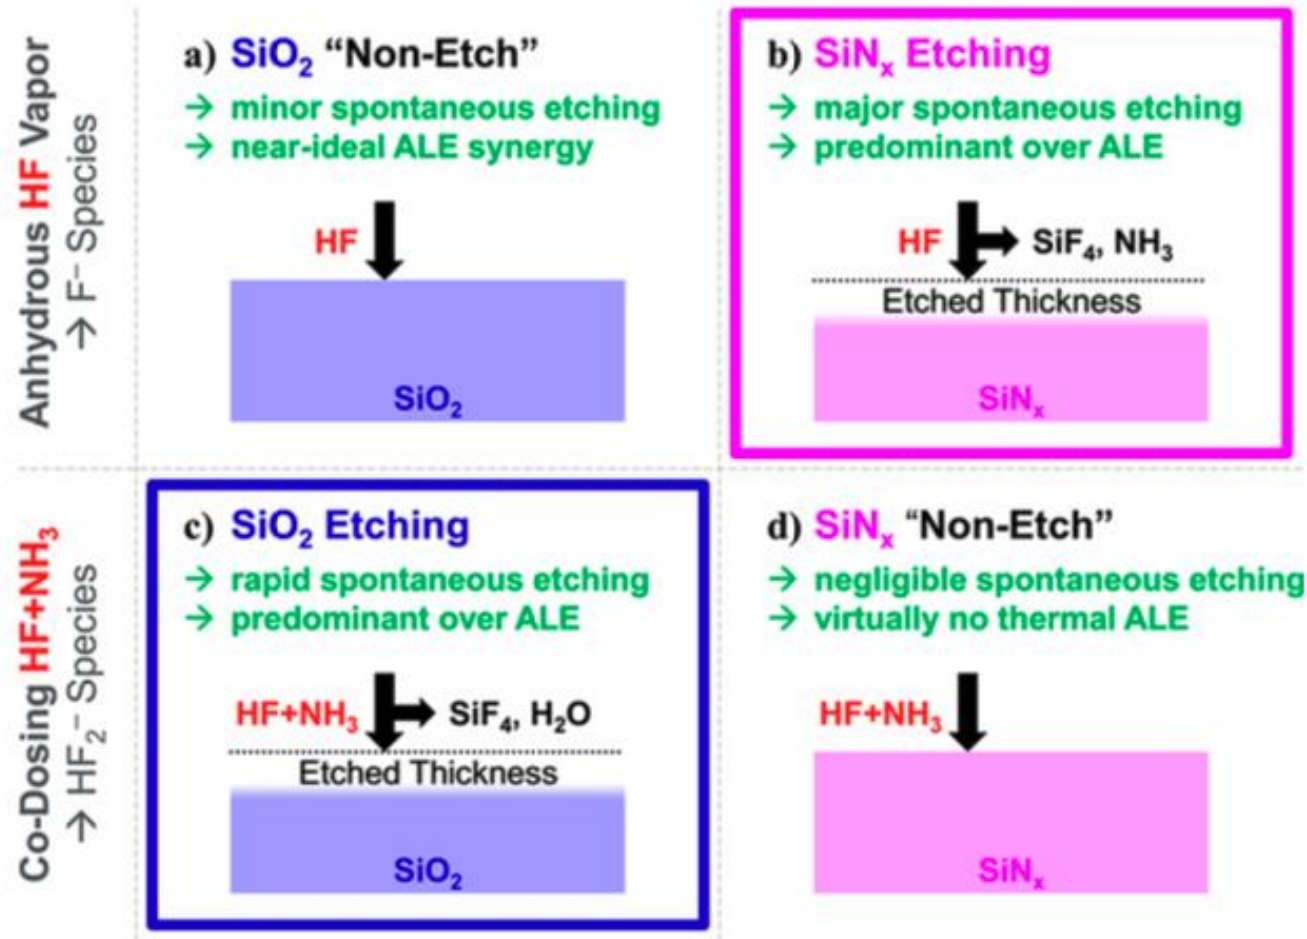 Anhydrous HF Vapor
→ F⁻ Species
a) SiO₂ “Non-Etch”
→ minor spontaneous etching
→ near-ideal ALE synergy
HF
SiO₂
b) SiNₓ Etching
→ major spontaneous etching
→ predominant over ALE
HF
SiF₄, NH₃
Etched Thickness
SiNₓ
Co-Dosing HF+NH₃
→ HF₂⁻ Species
c) SiO₂ Etching
→ rapid spontaneous etching
→ predominant over ALE
HF+NH₃
SiF₄, H₂O
Etched Thickness
SiO₂
d) SiNₓ “Non-Etch”
→ negligible spontaneous etching
→ virtually no thermal ALE
HF+NH₃
SiNₓ